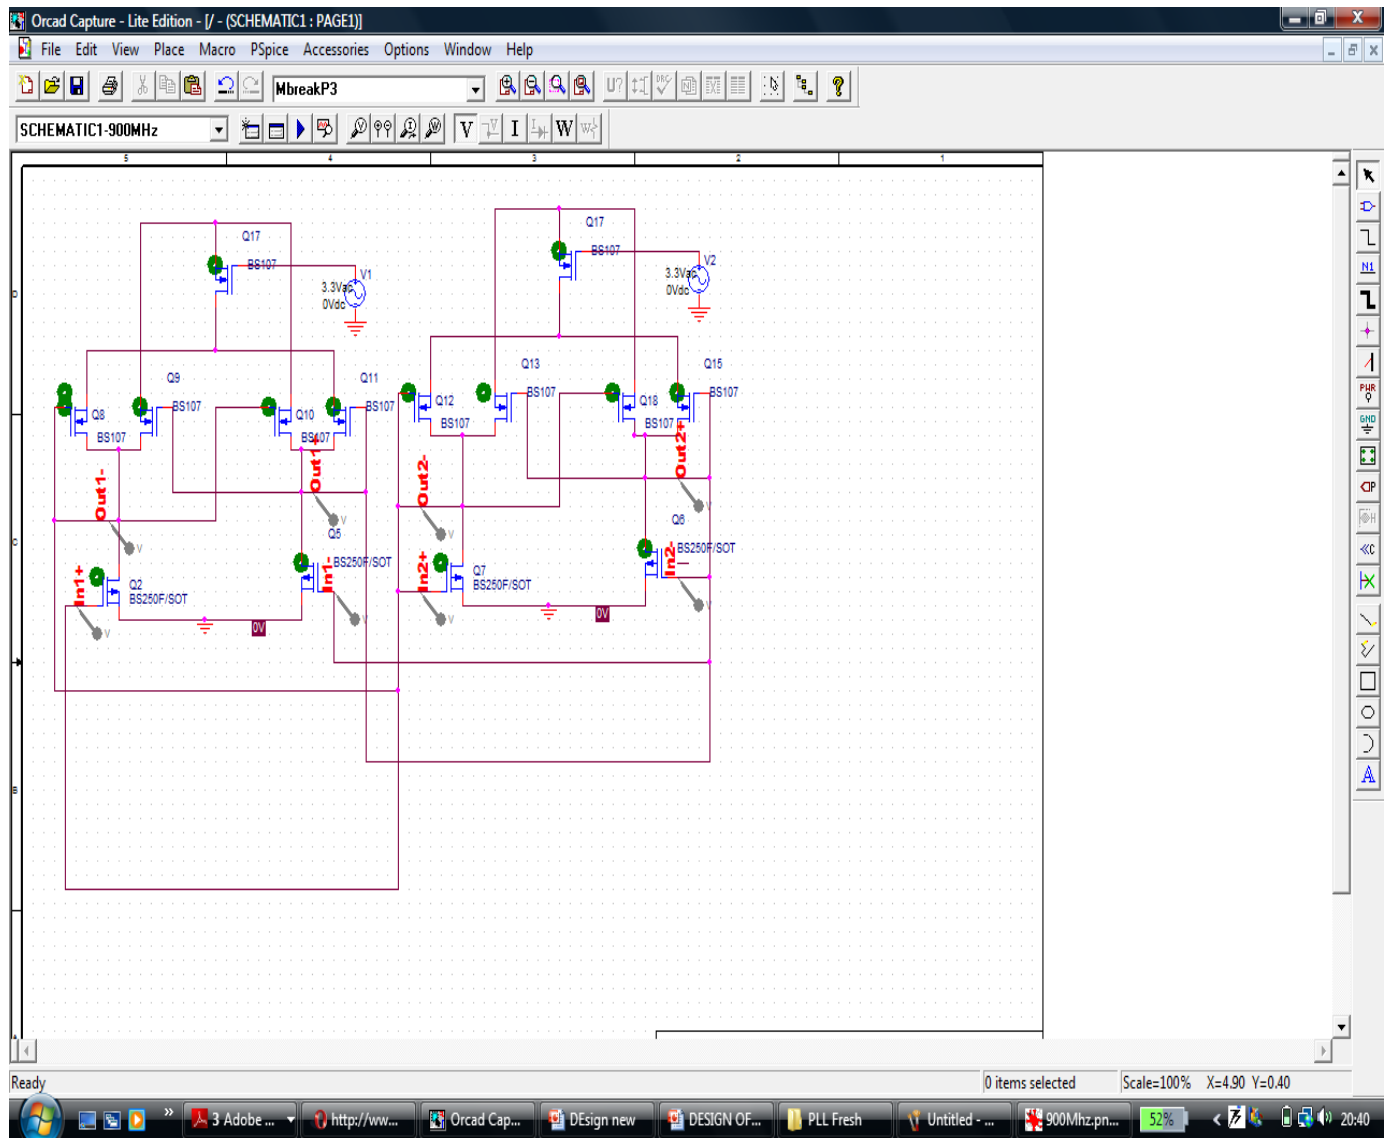 Orcad Capture - Lite Edition - [/ - (SCHEMATIC1 : PAGE1)]
File Edit View Place Macro PSpice Accessories Options Window Help
MbreakP3
U?
DRC
SCHEMATIC1-900MHz
V I W
5 4 3 2 1
Q17
BS107
V1
3.3Vac
0Vdc
Q17
BS107
V2
3.3Vac
0Vdc
D
Q8
BS107
Q9
BS107
Q10
BS107
Q11
BS107
Q12
BS107
Q13
BS107
Q18
BS107
Q15
BS107
Out1-
V
Out1+
V
Out2-
V
Out2+
V
C
In1+
V
Q2
BS250F/SOT
Q5
BS250F/SOT
In1-
V
In2+
V
Q7
BS250F/SOT
Q6
BS250F/SOT
In2-
V
0V
0V
B
N1
PWR
GND
A
Ready
0 items selected
Scale=100% X=4.90 Y=0.40
3 Adobe ...
http://ww...
Orcad Cap...
DEsign new
DESIGN OF...
PLL Fresh
Untitled - ...
900Mhz.pn...
52%
20:40